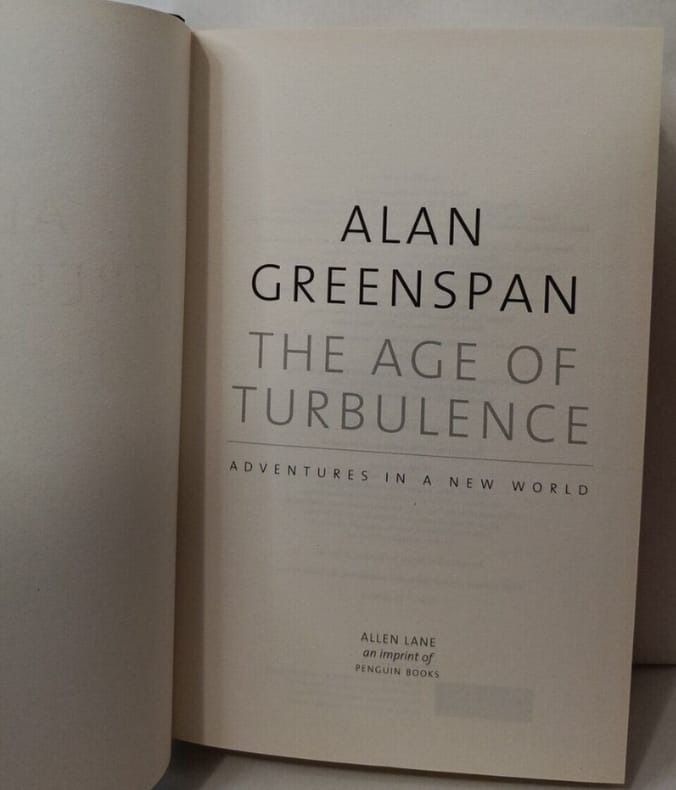 ALAN
GREENSPAN
THE AGE OF
TURBULENCE
ADVENTURES IN A NEW WORLD
ALLEN LANE
an imprint of
PENGUIN BOOKS